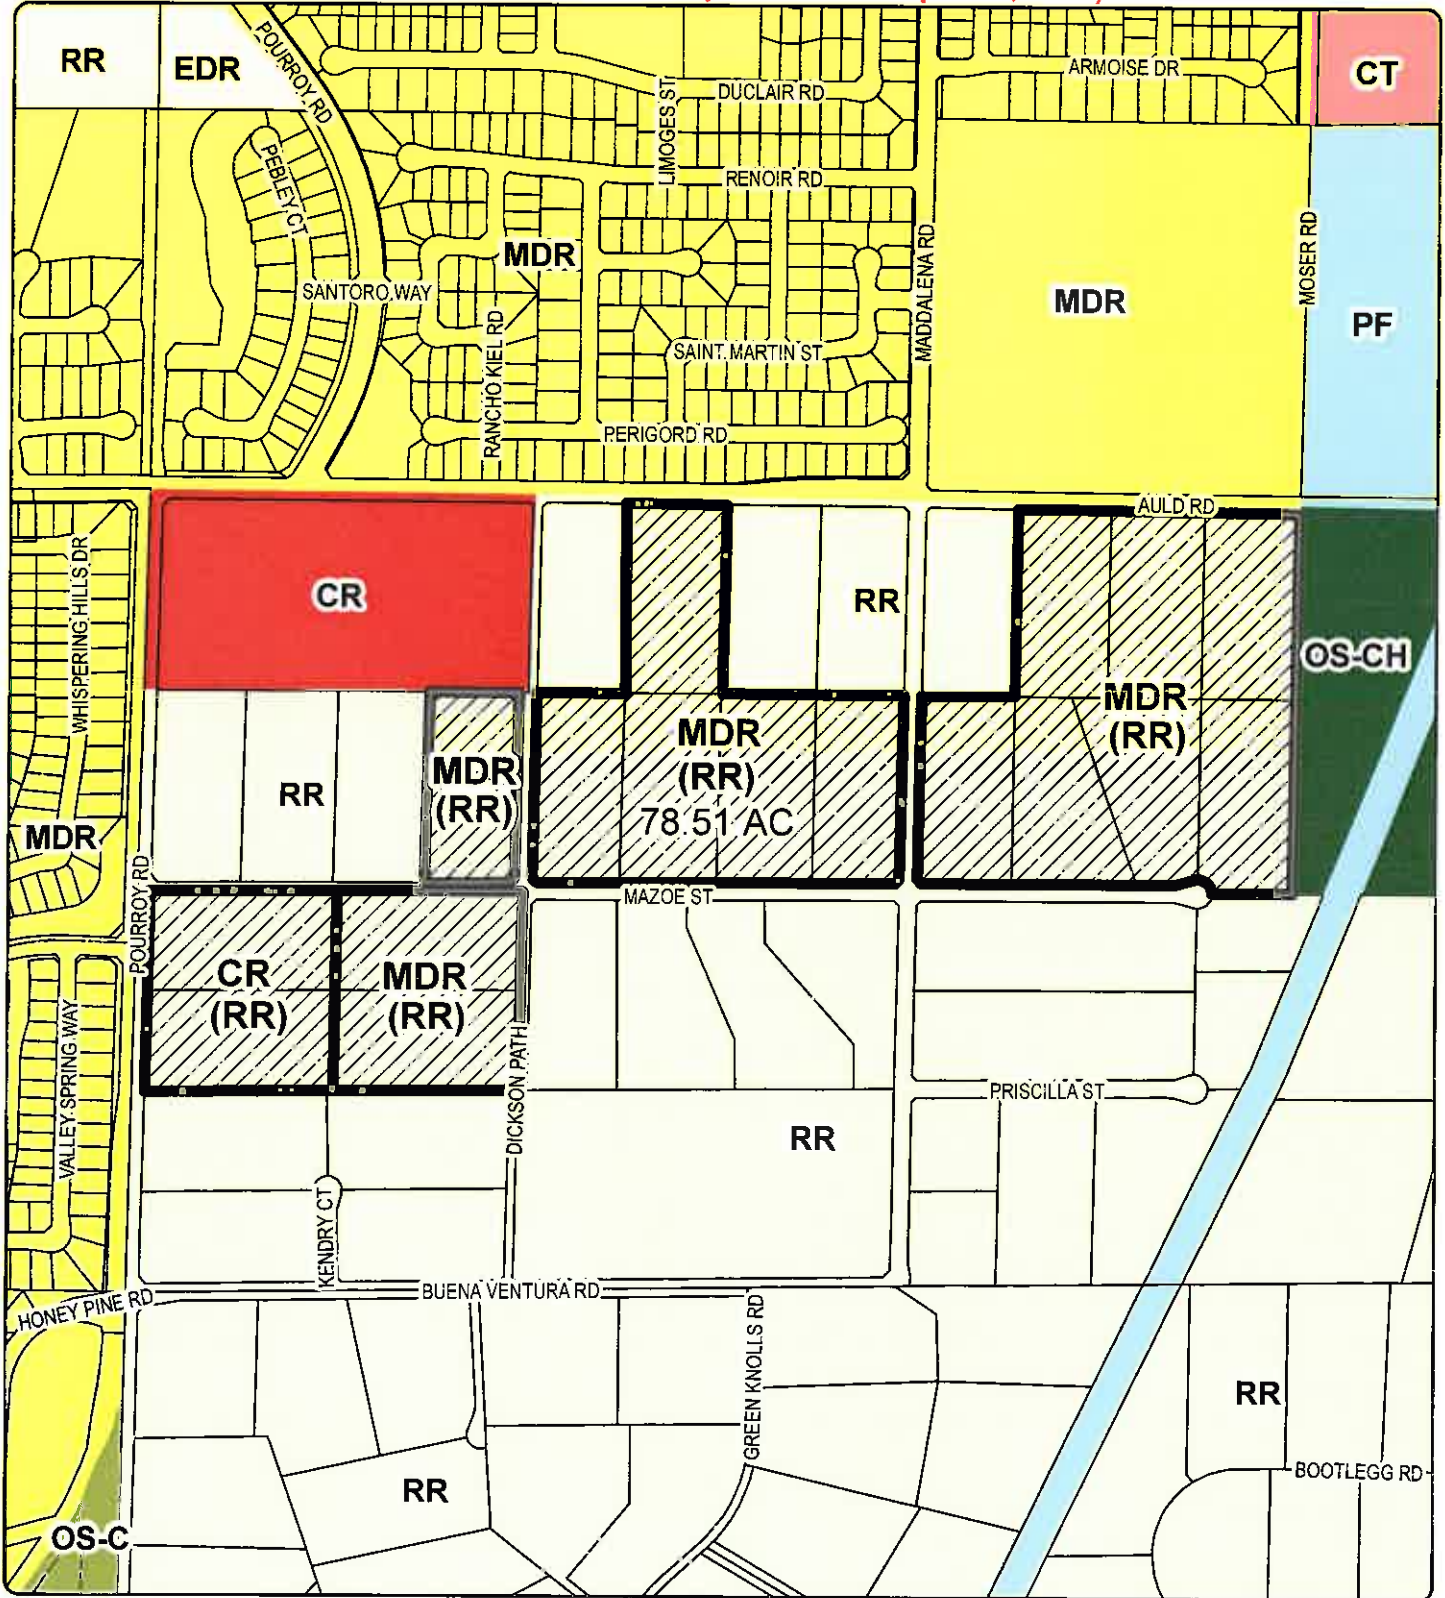 RR
EDR
POURROY RD
CT
ARMOISE DR
DUCLAIR RD
LIMOGES ST
PEBLEY CT
RENOIR RD
MDR
SANTORO WAY
MADDALENA RD
MOSER RD
MDR
PF
RANCHO KIEL RD
SAINT MARTIN ST
PERIGORD RD
AULD RD
WHISPERING HILLS DR
CR
RR
OS-CH
MDR
(RR)
MDR
(RR)
78.51 AC
MDR
(RR)
RR
MDR
POURROY RD
MAZOE ST
CR
(RR)
MDR
(RR)
VALLEY SPRING WAY
DICKSON PATH
PRISCILLA ST
RR
KENDRY CT
BUENA VENTURA RD
HONEY PINE RD
GREEN KNOLLS RD
RR
BOOTLEGG RD
RR
OS-C